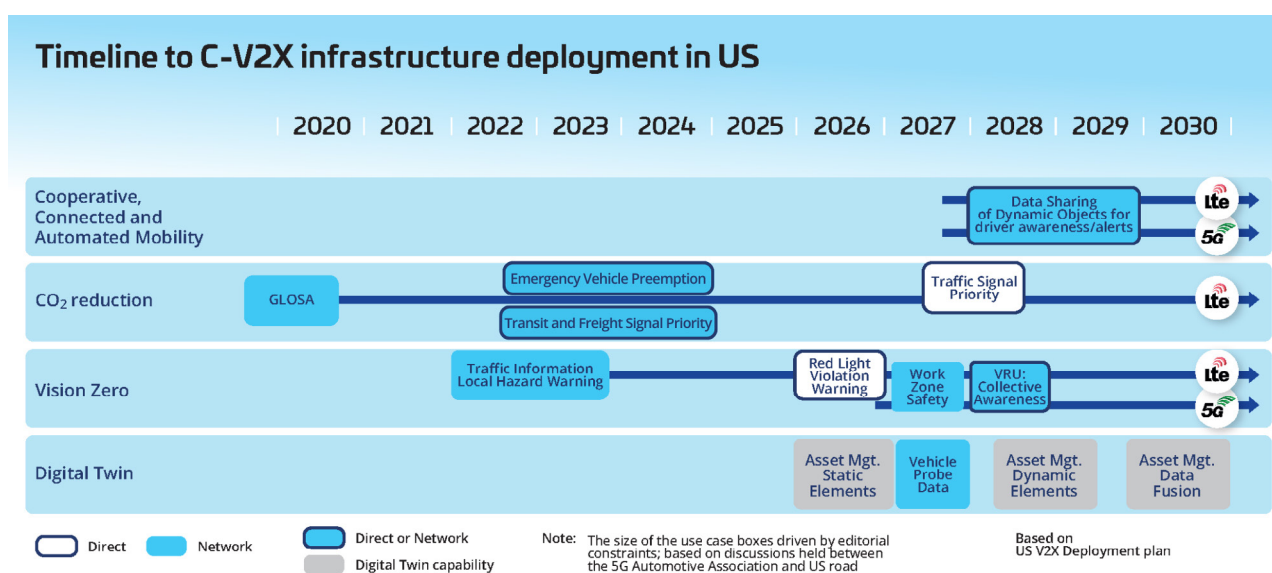 Timeline to C-V2X infrastructure deployment in US
2020 2021 2022 2023 2024 2025 2026 2027 2028 2029 2030
Cooperative,
Connected and
Automated Mobility
Data Sharing
of Dynamic Objects for
driver awareness/alerts
Lte
5G
CO₂ reduction
GLOSA
Emergency Vehicle Preemption
Transit and Freight Signal Priority
Traffic Signal
Priority
Lte
Vision Zero
Traffic Information
Local Hazard Warning
Red Light
Violation
Warning
Work
Zone
Safety
VRU:
Collective
Awareness
Lte
5G
Digital Twin
Asset Mgt.
Static
Elements
Vehicle
Probe
Data
Asset Mgt.
Dynamic
Elements
Asset Mgt.
Data
Fusion
Direct
Network
Direct or Network
Digital Twin capability
Note: The size of the use case boxes driven by editorial
constraints; based on discussions held between
the 5G Automotive Association and US road
Based on
US V2X Deployment plan